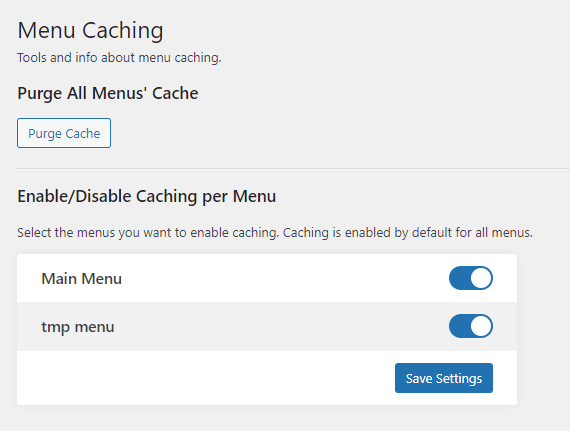 Menu Caching
Tools and info about menu caching.
Purge All Menus' Cache
Purge Cache
Enable/Disable Caching per Menu
Select the menus you want to enable caching. Caching is enabled by default for all menus.
Main Menu
tmp menu
Save Settings